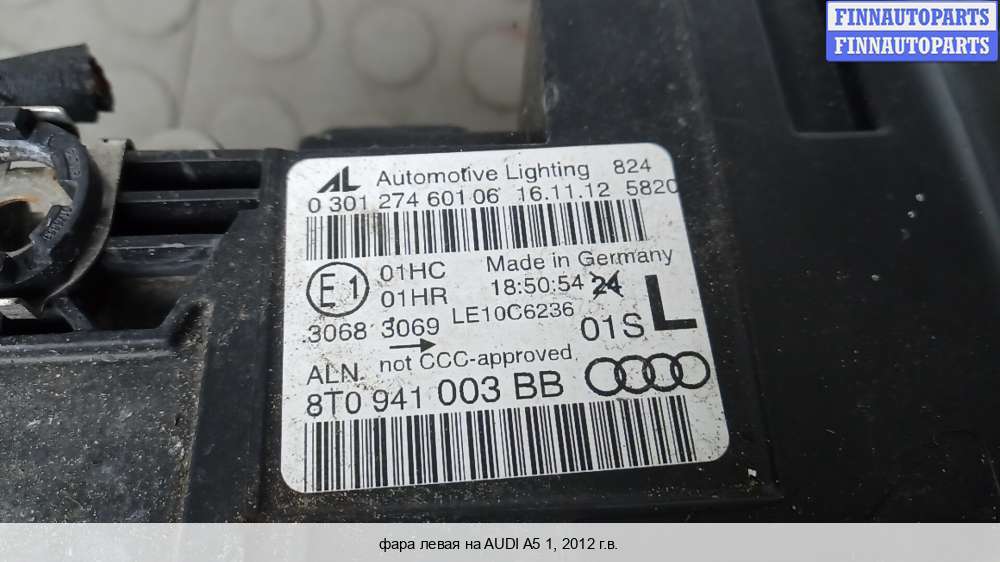 FINNAUTOPARTS
FINNAUTOPARTS
AL Automotive Lighting 824
0 301 274 601 06 16.11.12 5820
E1 01HC Made in Germany
01HR 18:50:54 24
3068 3069 LE10C6236 01S L
ALN. not CCC-approved
8T0 941 003 BB
фара левая на AUDI A5 1, 2012 г.в.